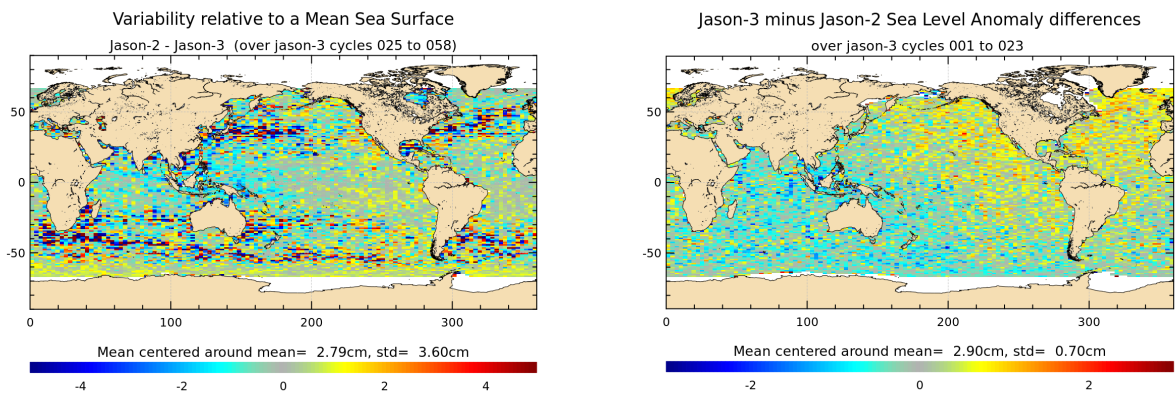 Variability relative to a Mean Sea Surface
Jason-2 - Jason-3 (over jason-3 cycles 025 to 058)
50
0
-50
0 100 200 300
Mean centered around mean= 2.79cm, std= 3.60cm
-4 -2 0 2 4
Jason-3 minus Jason-2 Sea Level Anomaly differences
over jason-3 cycles 001 to 023
50
0
-50
0 100 200 300
Mean centered around mean= 2.90cm, std= 0.70cm
-2 0 2